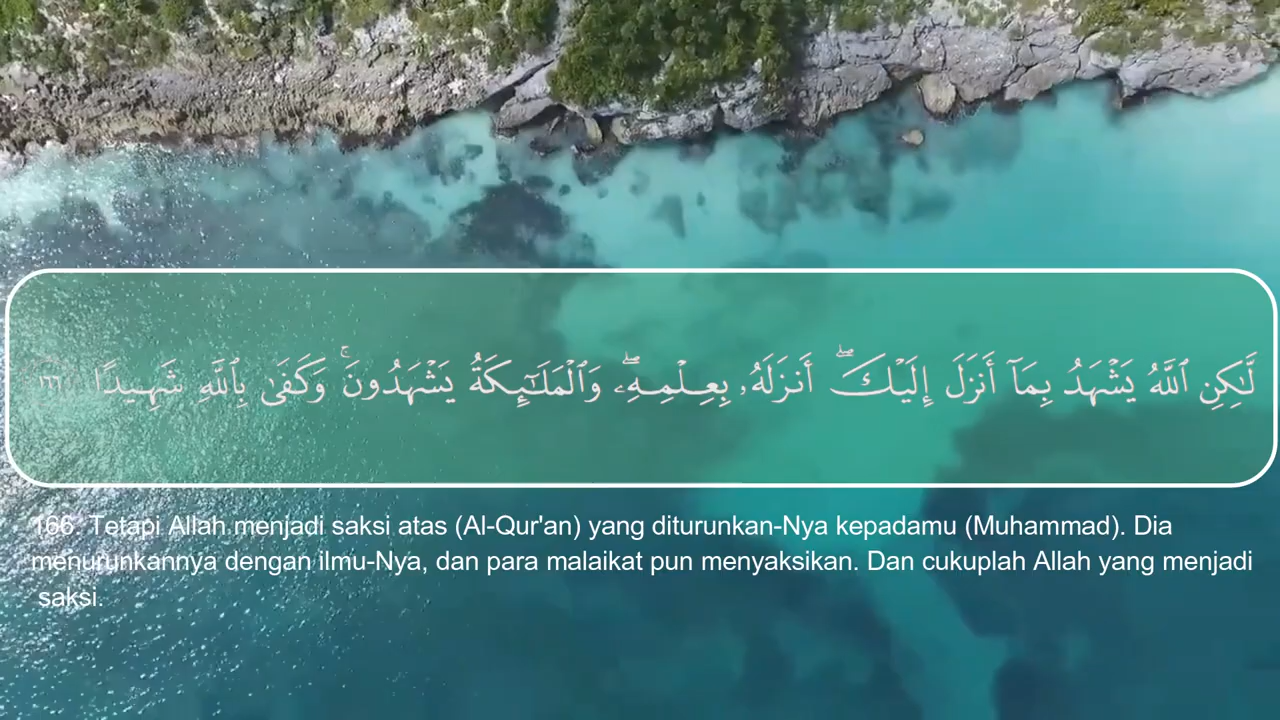 لَّـٰكِنِ ٱللَّهُ يَشْهَدُ بِمَآ أَنزَلَ إِلَيْكَ ۖ أَنزَلَهُۥ بِعِلْمِهِۦ ۖ وَٱلْمَلَـٰٓئِكَةُ يَشْهَدُونَ ۚ وَكَفَىٰ بِٱللَّهِ شَهِيدًا ١٦٦
166. Tetapi Allah menjadi saksi atas (Al-Qur'an) yang diturunkan-Nya kepadamu (Muhammad). Dia
menurunkannya dengan ilmu-Nya, dan para malaikat pun menyaksikan. Dan cukuplah Allah yang menjadi
saksi.